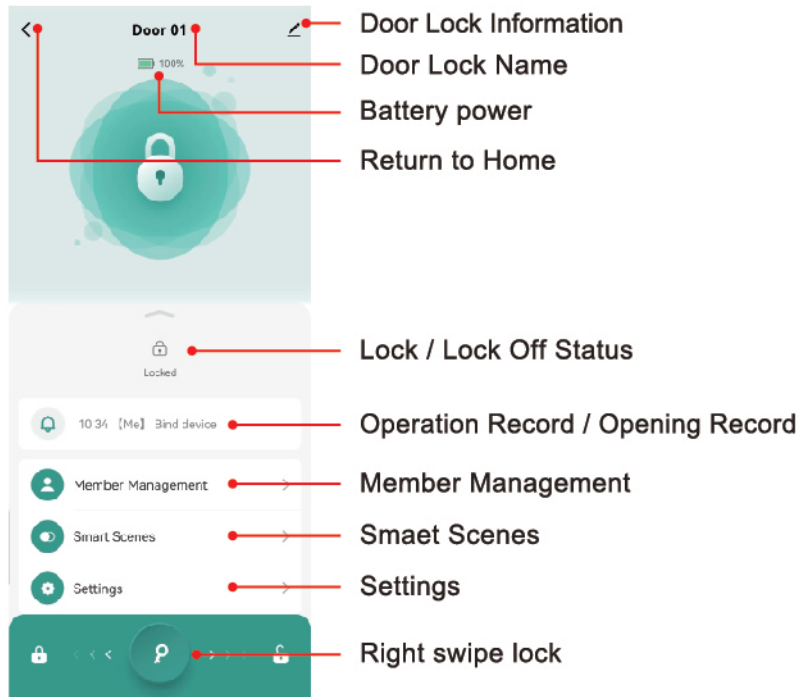 Door 01
100%
Door Lock Information
Door Lock Name
Battery power
Return to Home
Locked
Lock / Lock Off Status
10:34 【Me】 Bind device
Operation Record / Opening Record
Member Management
Member Management
Smart Scenes
Smaet Scenes
Settings
Settings
Right swipe lock